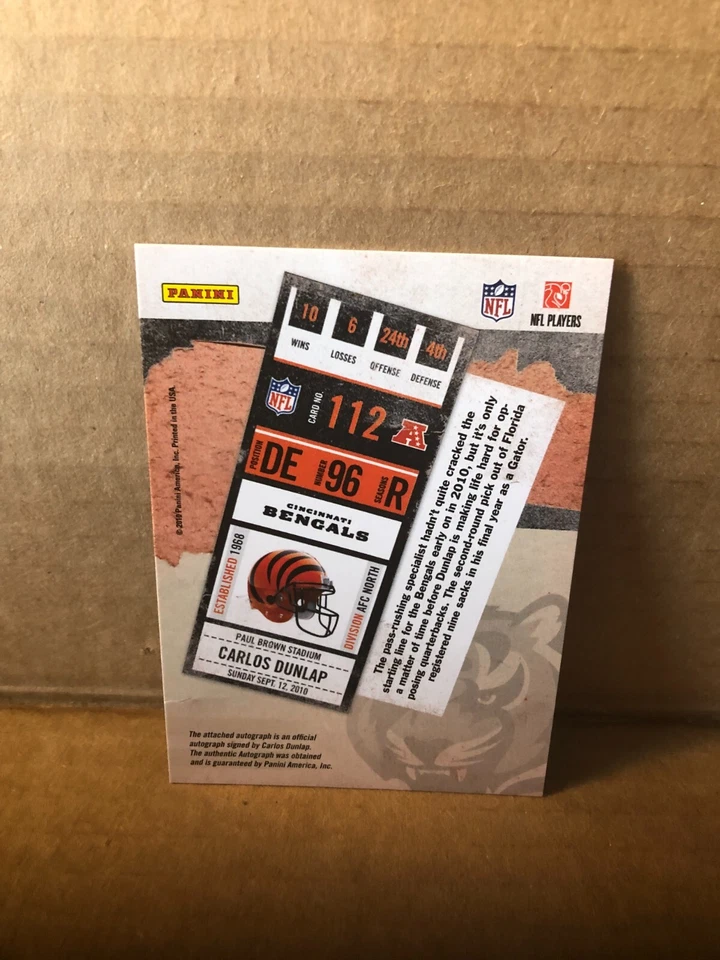 PANINI
NFL
NFL PLAYERS
10 6 24th 4th
WINS LOSSES OFFENSE DEFENSE
NFL
CARD NO. 112
A
POSITION DE NUMBER 96 SEASONS R
CINCINNATI
BENGALS
ESTABLISHED 1968
DIVISION AFC NORTH
PAUL BROWN STADIUM
CARLOS DUNLAP
SUNDAY SEPT. 12, 2010
The pass-rushing specialist hadn't quite cracked the
starting line for the Bengals early on in 2010, but it's only
a matter of time before Dunlap is making life hard for op-
posing quarterbacks. The second-round pick out of Florida
registered nine sacks in his final year as a Gator.
© 2010 Panini America, Inc. Printed in the USA
The attached autograph is an official
autograph signed by Carlos Dunlap.
The authentic Autograph was obtained
and is guaranteed by Panini America, Inc.